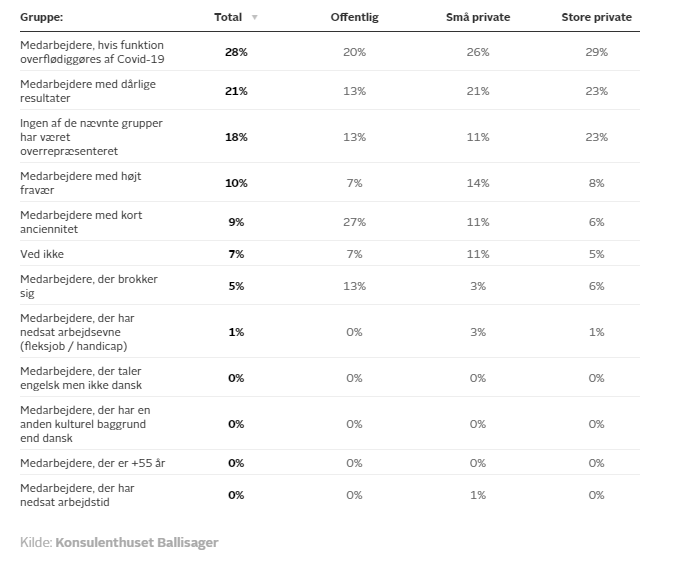 Gruppe: Total ▼ Offentlig Små private Store private
Medarbejdere, hvis funktion
overflødiggøres af Covid-19 28% 20% 26% 29%
Medarbejdere med dårlige
resultater 21% 13% 21% 23%
Ingen af de nævnte grupper
har været 18% 13% 11% 23%
overrepræsenteret
Medarbejdere med højt
fravær 10% 7% 14% 8%
Medarbejdere med kort
anciennitet 9% 27% 11% 6%
Ved ikke 7% 7% 11% 5%
Medarbejdere, der brokker
sig 5% 13% 3% 6%
Medarbejdere, der har
nedsat arbejdsevne 1% 0% 3% 1%
(fleksjob / handicap)
Medarbejdere, der taler
engelsk men ikke dansk 0% 0% 0% 0%
Medarbejdere, der har en
anden kulturel baggrund 0% 0% 0% 0%
end dansk
Medarbejdere, der er +55 år 0% 0% 0% 0%
Medarbejdere, der har
nedsat arbejdstid 0% 0% 1% 0%
Kilde: Konsulenthuset Ballisager